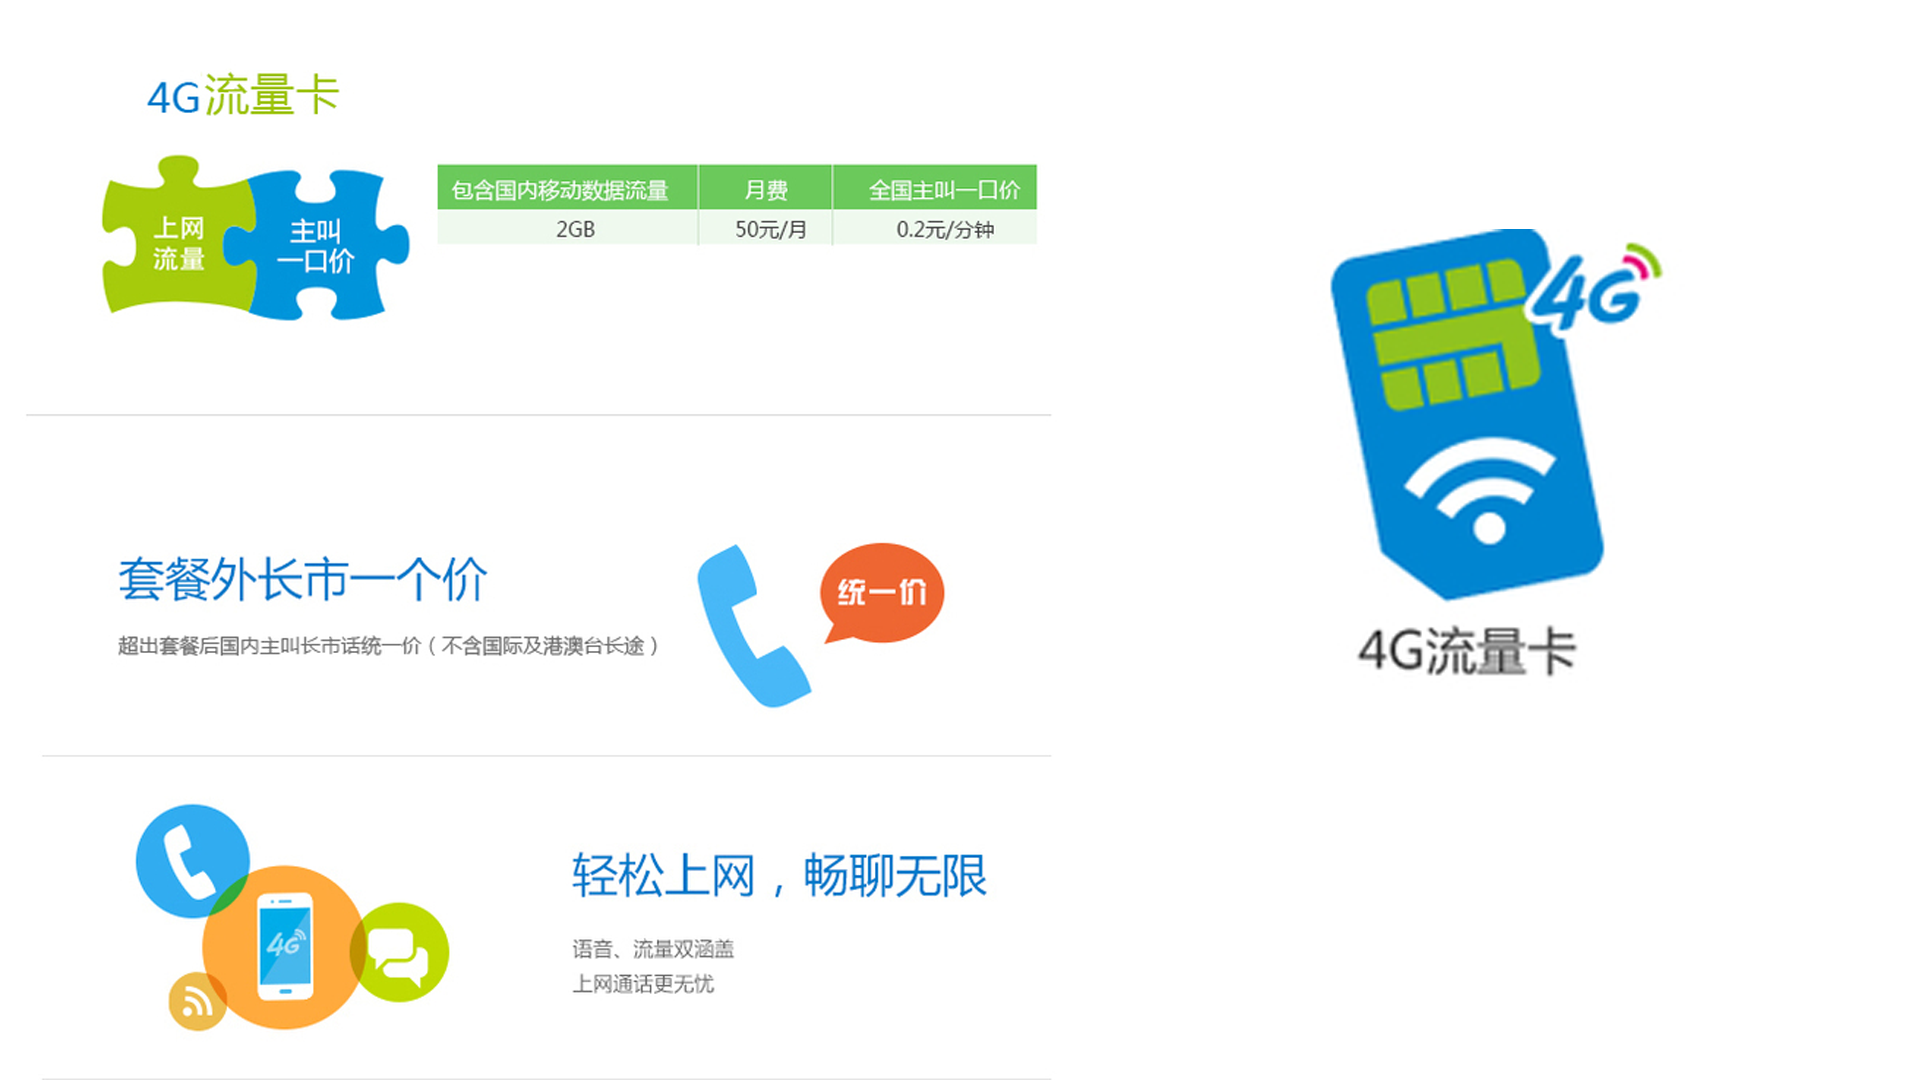 4G流量卡
上网
流量
主叫
一口价
包含国内移动数据流量 月费 全国主叫一口价
2GB 50元/月 0.2元/分钟
4G
4G流量卡
套餐外长市一个价
超出套餐后国内主叫长市话统一价（不含国际及港澳台长途）
统一价
4G
轻松上网，畅聊无限
语音、流量双涵盖
上网通话更无忧